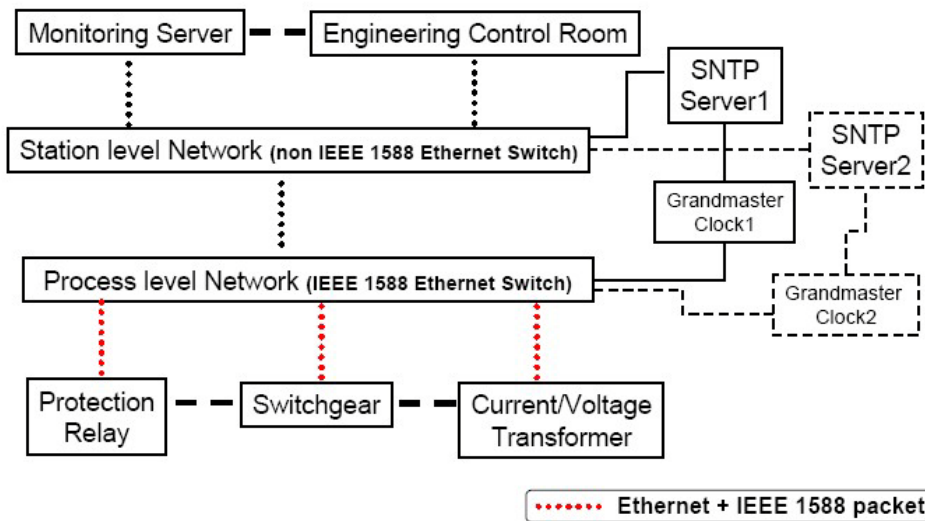 Monitoring Server
Engineering Control Room
SNTP
Server1
Station level Network (non IEEE 1588 Ethernet Switch)
SNTP
Server2
Grandmaster
Clock1
Process level Network (IEEE 1588 Ethernet Switch)
Grandmaster
Clock2
Protection
Relay
Switchgear
Current/Voltage
Transformer
Ethernet + IEEE 1588 packet